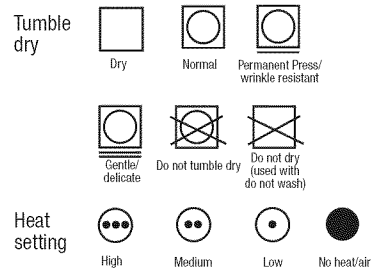 Tumble
dry
Dry
Normal
Permanent Press/
wrinkle resistant
Gentle/
delicate
Do not tumble dry
Do not dry
(used with
do not wash)
Heat
setting
High
Medium
Low
No heat/air